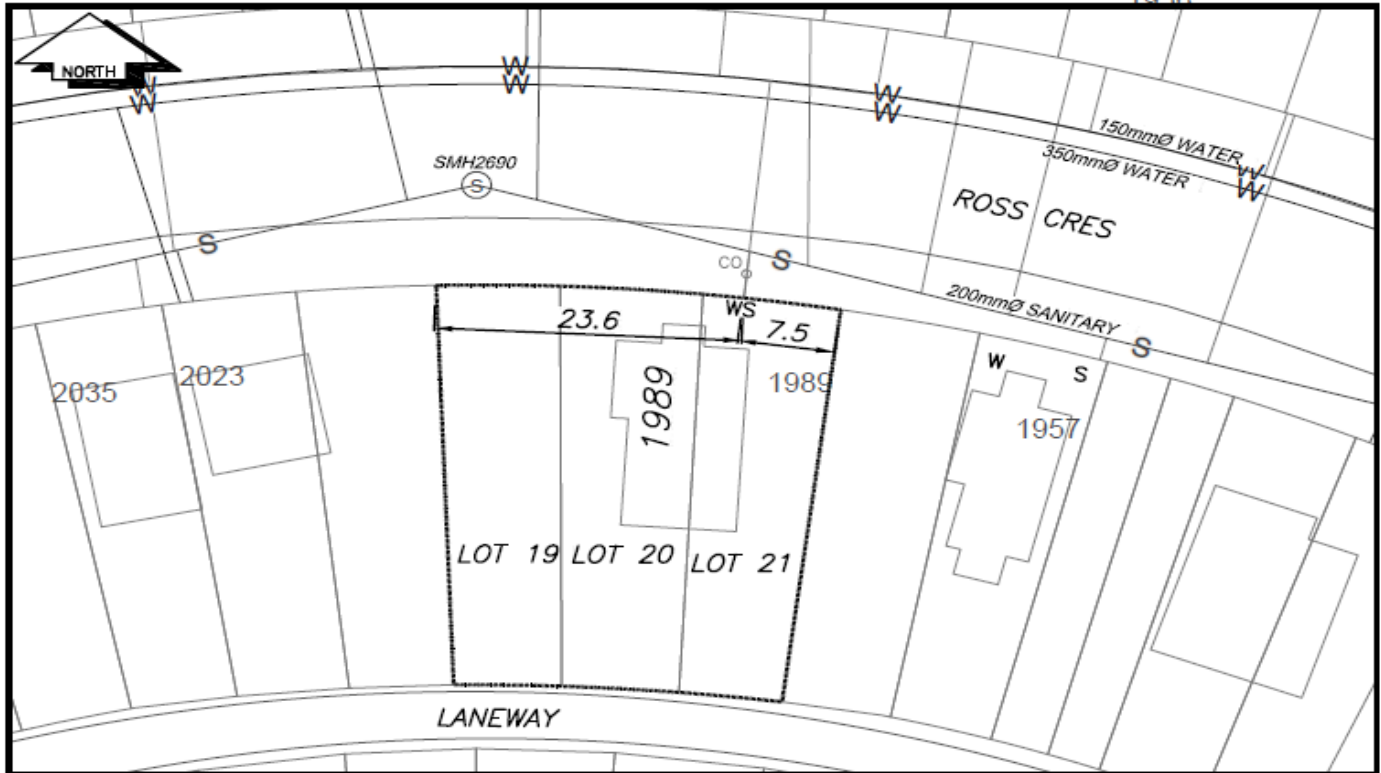 NORTH
W
W
W
W
W
W
W
W
150mmØ WATER
350mmØ WATER
SMH2690
S
ROSS CRES
S
CO
S
200mmØ SANITARY
S
WS
23.6
7.5
2035
2023
1989
1989
W
S
1957
LOT 19
LOT 20
LOT 21
LANEWAY